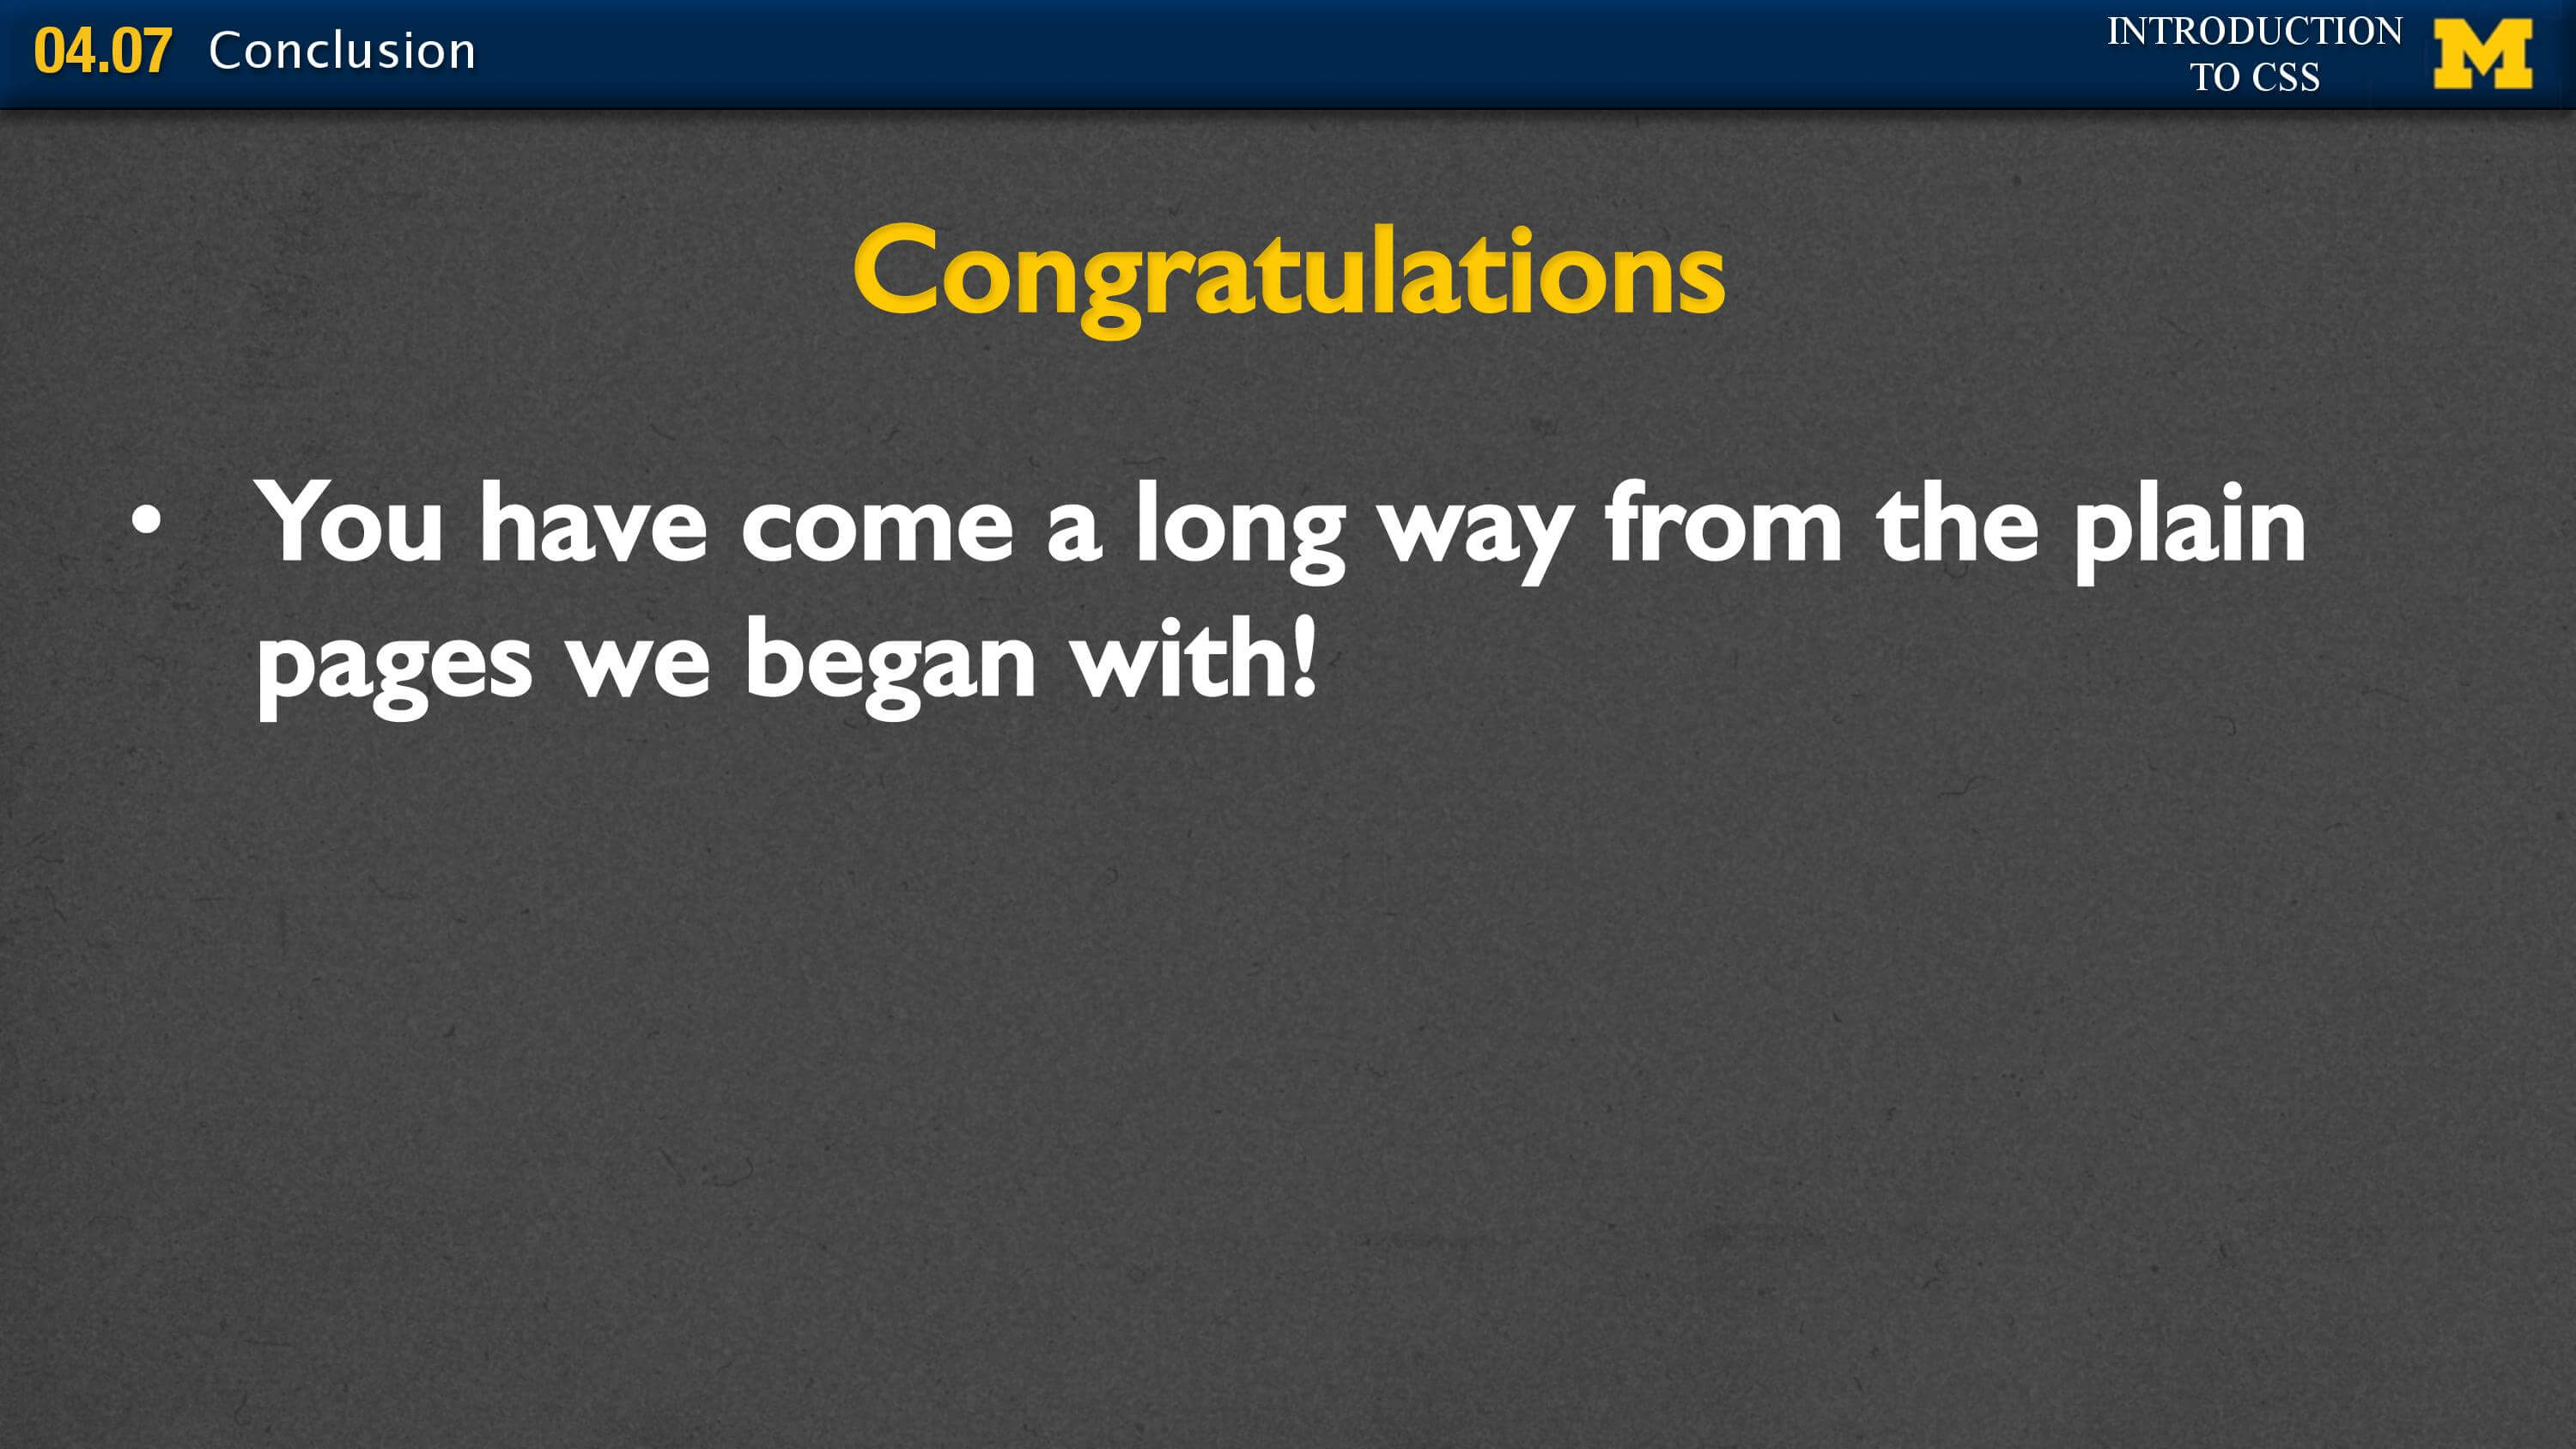 04.07 Conclusion
INTRODUCTION
TO CSS
M
Congratulations
• You have come a long way from the plain
pages we began with!